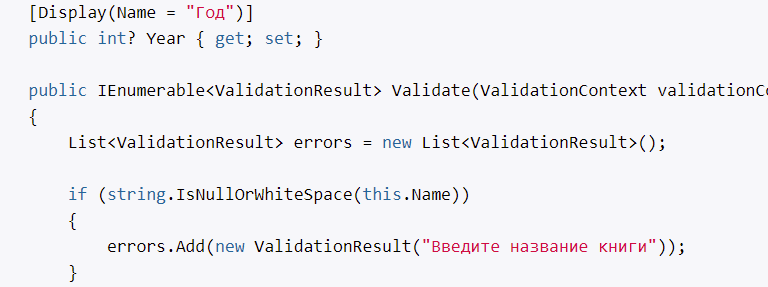 [Display(Name = "Год")]
public int? Year { get; set; }
public IEnumerable<ValidationResult> Validate(ValidationContext validationCo
{
List<ValidationResult> errors = new List<ValidationResult>();
if (string.IsNullOrWhiteSpace(this.Name))
{
errors.Add(new ValidationResult("Введите название книги"));
}